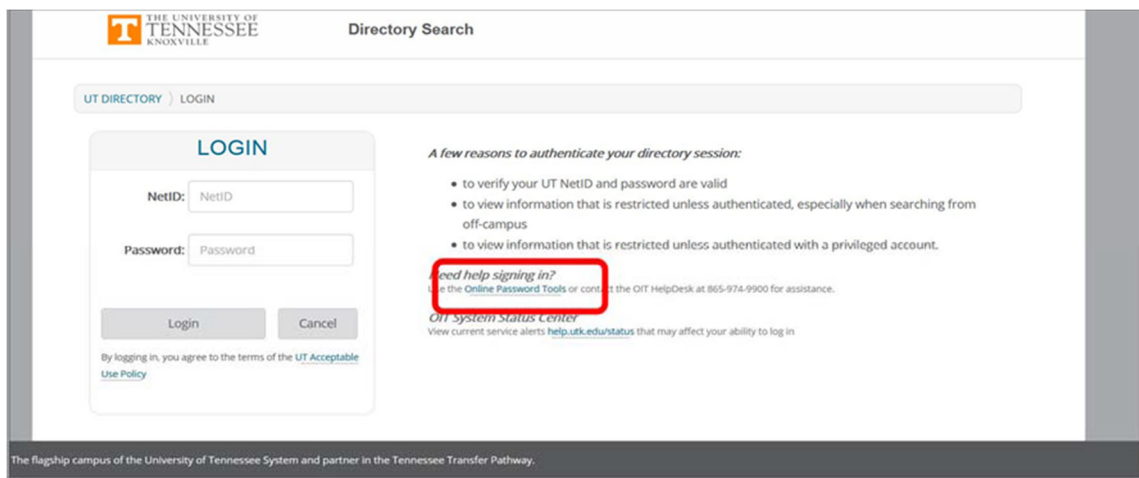 THE UNIVERSITY OF
TENNESSEE
KNOXVILLE
Directory Search
UT DIRECTORY
LOGIN
LOGIN
NetID: NetID
Password: Password
Login
Cancel
By logging in, you agree to the terms of the UT Acceptable
Use Policy
A few reasons to authenticate your directory session:
• to verify your UT NetID and password are valid
• to view information that is restricted unless authenticated, especially when searching from
off-campus
• to view information that is restricted unless authenticated with a privileged account.
Need help signing in?
Use the Online Password Tools or contact the OIT HelpDesk at 865-974-9900 for assistance.
OIT System Status Center
View current service alerts help.utk.edu/status that may affect your ability to log in
The flagship campus of the University of Tennessee System and partner in the Tennessee Transfer Pathway.